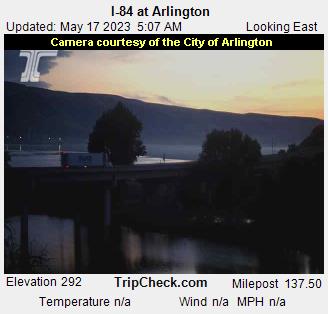 I-84 at Arlington
Updated: May 17 2023 5:07 AM Looking East
Camera courtesy of the City of Arlington
Elevation 292 TripCheck.com Milepost 137.50
Temperature n/a Wind n/a MPH n/a